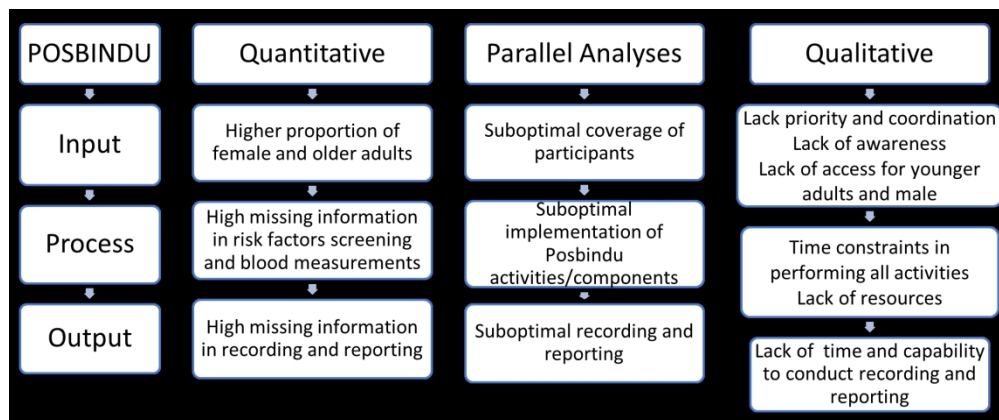 POSBINDU
Input
Process
Output
Quantitative
Higher proportion of
female and older adults
High missing information
in risk factors screening
and blood measurements
High missing information
in recording and reporting
Parallel Analyses
Suboptimal coverage of
participants
Suboptimal
implementation of
Posbindu
activities/components
Suboptimal recording and
reporting
Qualitative
Lack priority and coordination
Lack of awareness
Lack of access for younger
adults and male
Time constraints in
performing all activities
Lack of resources
Lack of time and capability
to conduct recording and
reporting